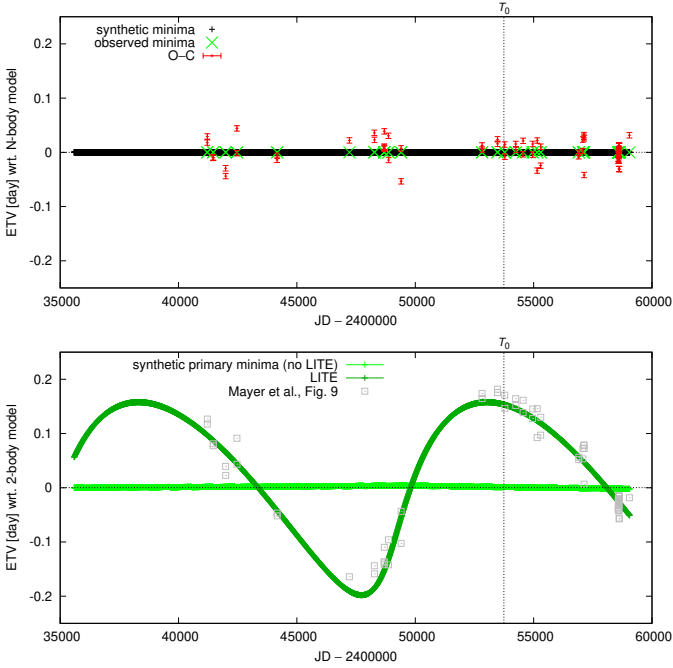 T0
synthetic minima
observed minima
O−C
ETV [day] wrt. N-body model
0.2
0.1
0
-0.1
-0.2
35000 40000 45000 50000 55000 60000
JD − 2400000
T0
synthetic primary minima (no LITE)
LITE
Mayer et al., Fig. 9
ETV [day] wrt. 2-body model
0.2
0.1
0
-0.1
-0.2
35000 40000 45000 50000 55000 60000
JD − 2400000